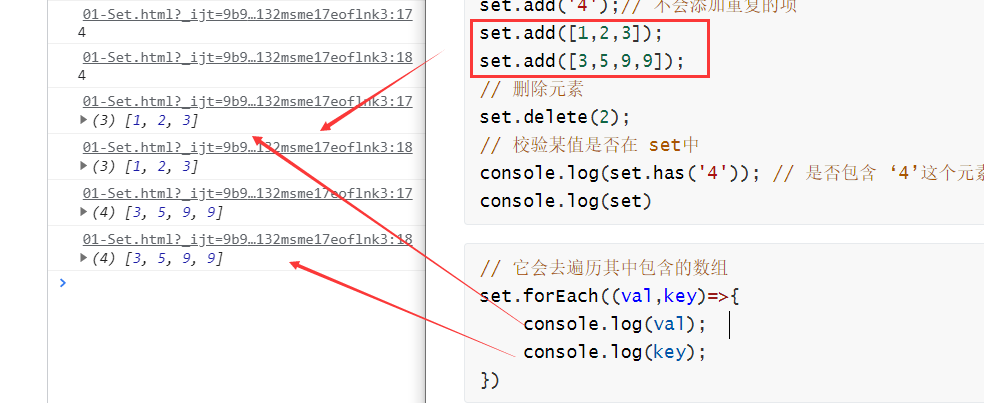 01-Set.html?_ijt=9b9…132msme17eoflnk3:17
4
01-Set.html?_ijt=9b9…132msme17eoflnk3:18
4
01-Set.html?_ijt=9b9…132msme17eoflnk3:17
(3) [1, 2, 3]
01-Set.html?_ijt=9b9…132msme17eoflnk3:18
(3) [1, 2, 3]
01-Set.html?_ijt=9b9…132msme17eoflnk3:17
(4) [3, 5, 9, 9]
01-Set.html?_ijt=9b9…132msme17eoflnk3:18
(4) [3, 5, 9, 9]
set.add('4');// 不会添加重复的项
set.add([1,2,3]);
set.add([3,5,9,9]);
// 删除元素
set.delete(2);
// 校验某值是否在 set中
console.log(set.has('4')); // 是否包含 ‘4’这个元素
console.log(set)
// 它会去遍历其中包含的数组
set.forEach((val,key)=>{
console.log(val);
console.log(key);
})